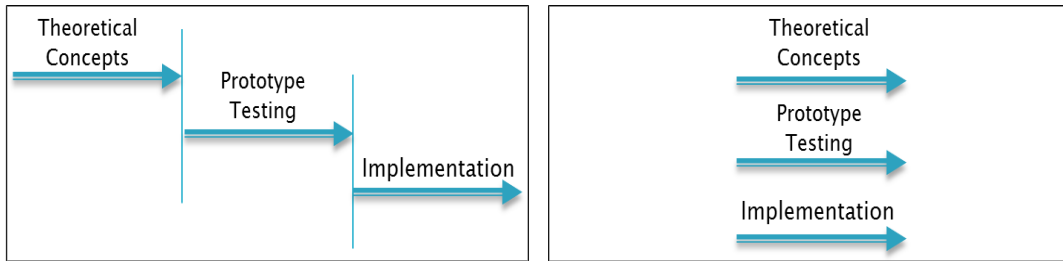 Theoretical
Concepts
Prototype
Testing
Implementation
Theoretical
Concepts
Prototype
Testing
Implementation